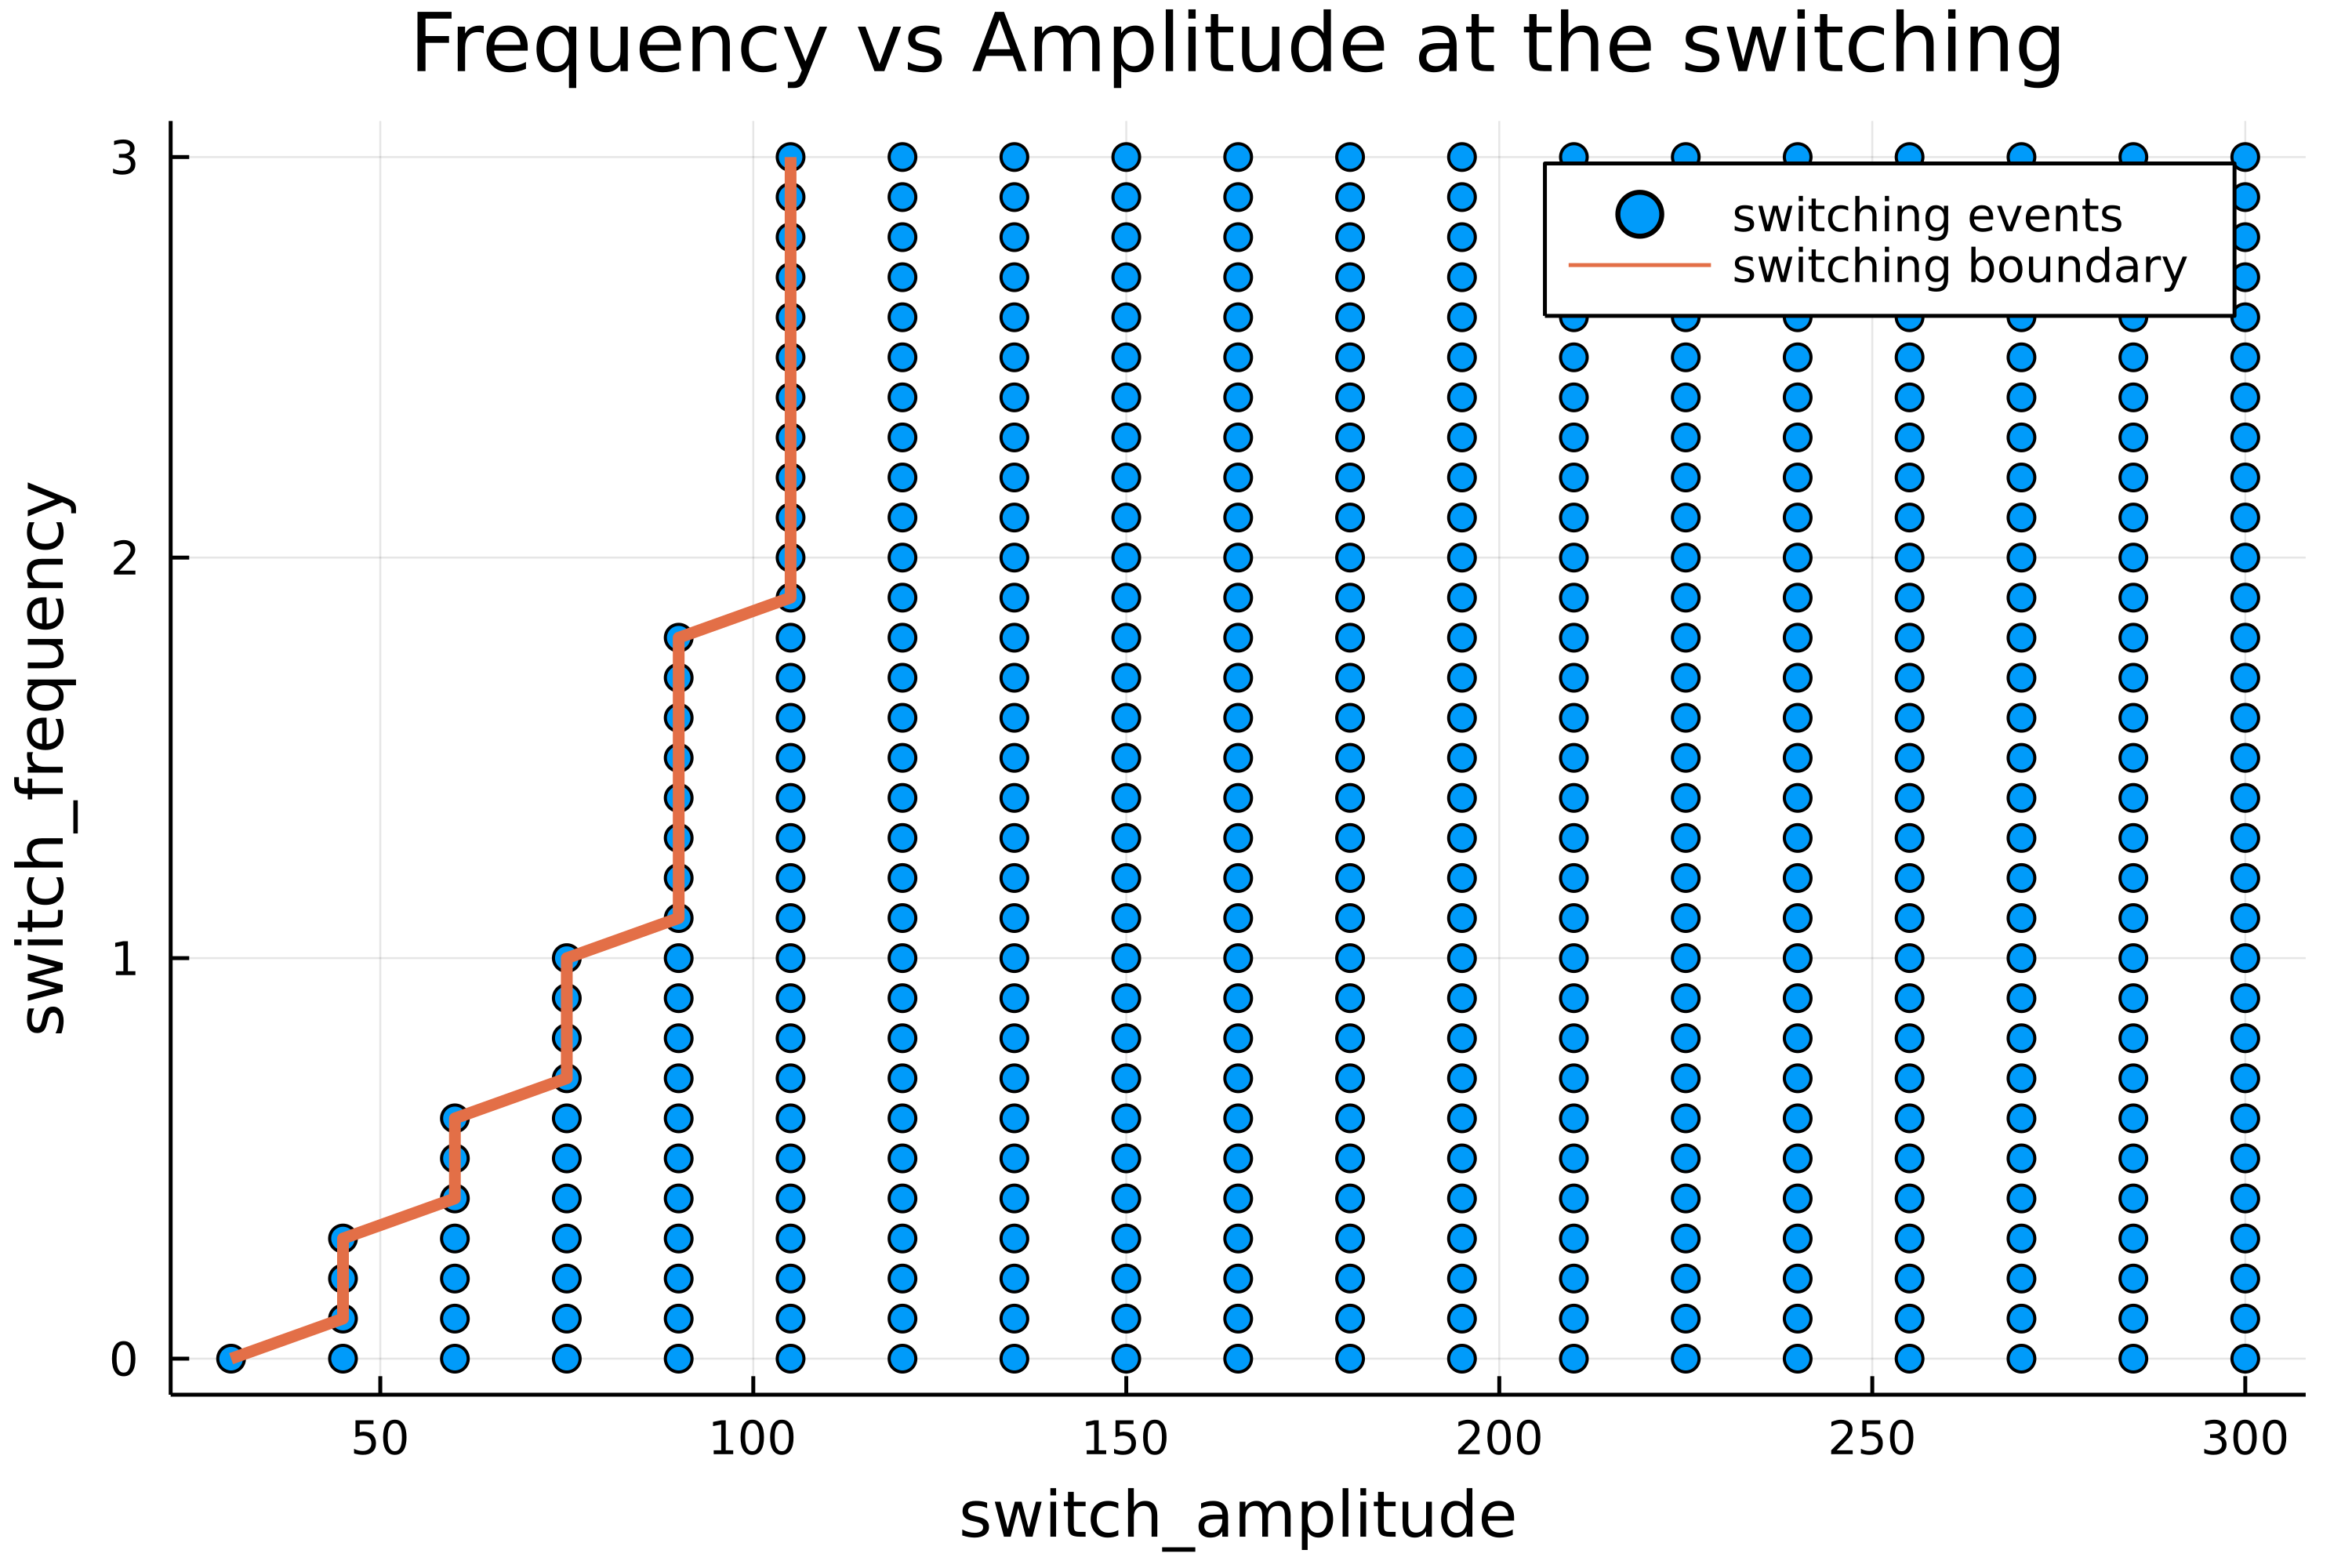 Frequency vs Amplitude at the switching
switching events
switching boundary
switch_frequency
3
2
1
0
50 100 150 200 250 300
switch_amplitude